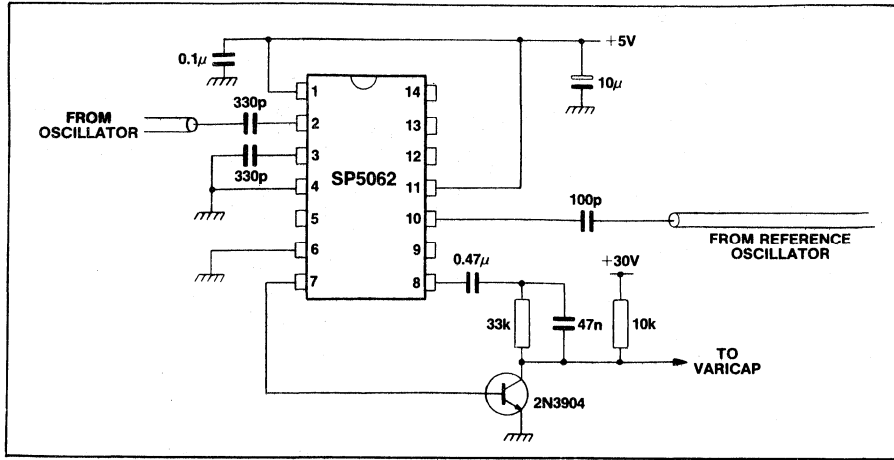 +5V
0.1μ
10μ
330p
FROM
OSCILLATOR
330p
SP5062
1
2
3
4
5
6
7
14
13
12
11
10
9
8
100p
FROM REFERENCE
OSCILLATOR
0.47μ
+30V
33k
47n
10k
TO
VARICAP
2N3904